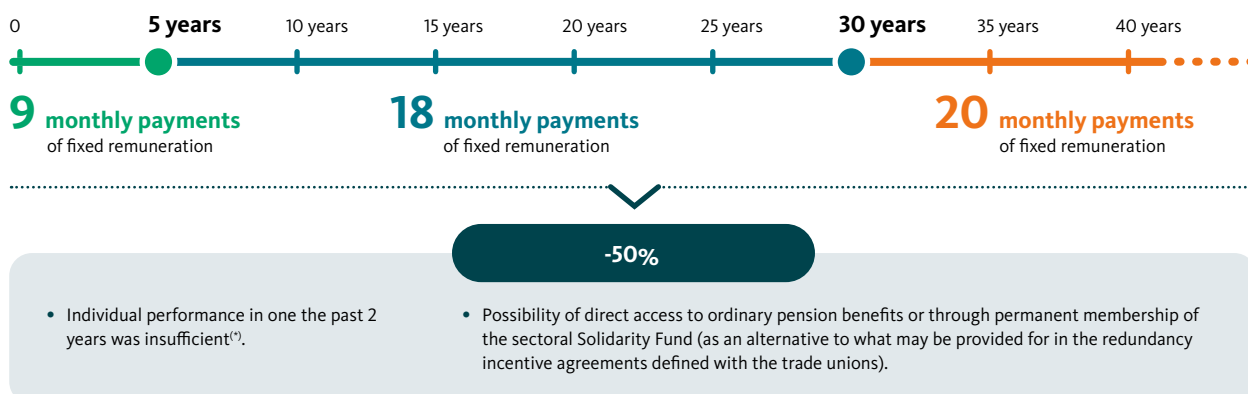 0 5 years 10 years 15 years 20 years 25 years 30 years 35 years 40 years
9 monthly payments
of fixed remuneration
18 monthly payments
of fixed remuneration
20 monthly payments
of fixed remuneration
-50%
• Individual performance in one the past 2
years was insufficient(*).
• Possibility of direct access to ordinary pension benefits or through permanent membership of
the sectoral Solidarity Fund (as an alternative to what may be provided for in the redundancy
incentive agreements defined with the trade unions).